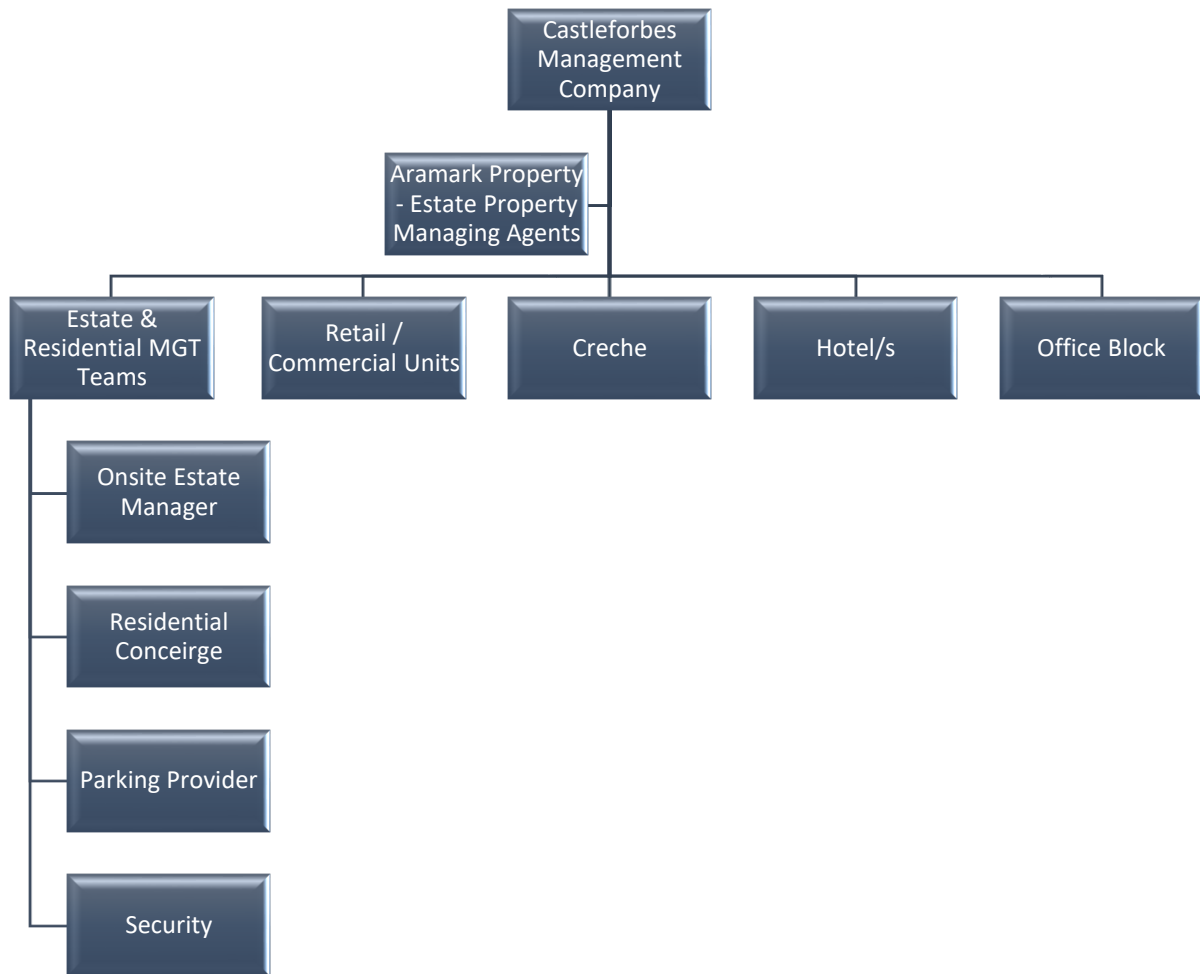 Castleforbes
Management
Company
Aramark Property
- Estate Property
Managing Agents
Estate &
Residential MGT
Teams
Retail /
Commercial Units
Creche
Hotel/s
Office Block
Onsite Estate
Manager
Residential
Conceirge
Parking Provider
Security